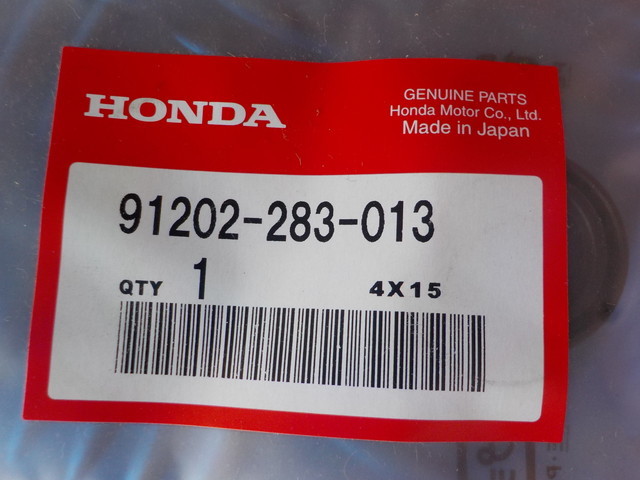 HONDA
GENUINE PARTS
Honda Motor Co., Ltd.
Made in Japan
91202-283-013
QTY 1 4X15